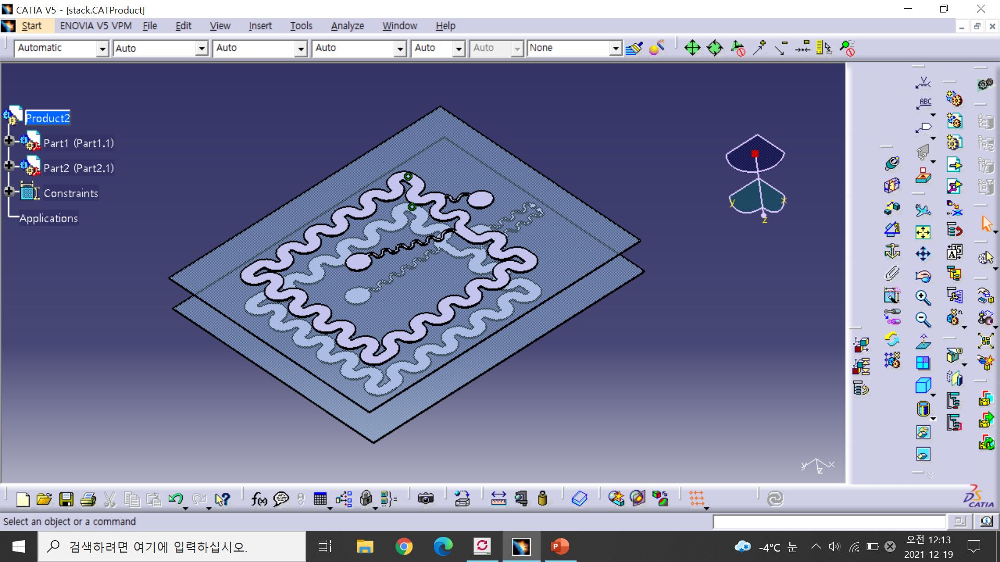 CATIA V5 - [stack.CATProduct]
Start ENOVIA V5 VPM File Edit View Insert Tools Analyze Window Help
Automatic Auto Auto Auto Auto Auto None
Product2
Part1 (Part1.1)
Part2 (Part2.1)
Constraints
Applications
y x
z
y x
z
ABC
A 15
f(x)
CATIA
Select an object or a command
검색하려면 여기에 입력하십시오.
-4°C 눈
오전 12:13
2021-12-19